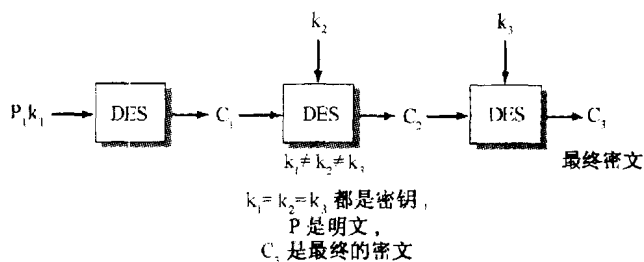 k₂
k₃
P₁k₁
DES
C₁
DES
C₂
DES
C₃
k₁≠k₂≠k₃
最终密文
k₁=k₂=k₃ 都是密钥，
P 是明文，
C₃ 是最终的密文